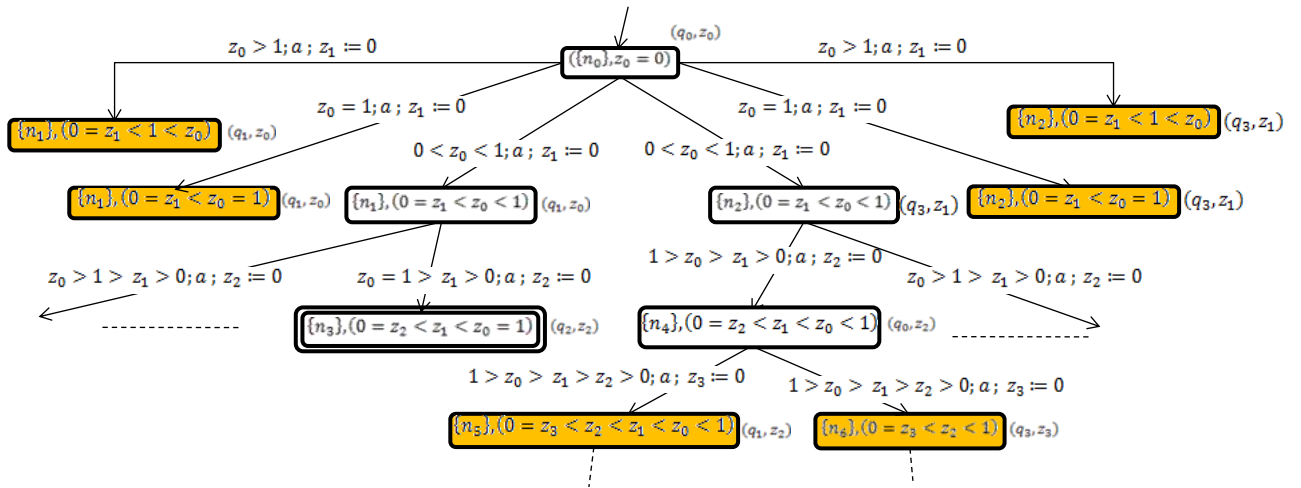 (q₀, z₀)
z₀ > 1; a ; z₁ ≔ 0
z₀ > 1; a ; z₁ ≔ 0
({n₀}, z₀ = 0)
z₀ = 1; a ; z₁ ≔ 0
z₀ = 1; a ; z₁ ≔ 0
{n₁}, (0 = z₁ < 1 < z₀) (q₁, z₀)
{n₂}, (0 = z₁ < 1 < z₀) (q₃, z₁)
0 < z₀ < 1; a ; z₁ ≔ 0
0 < z₀ < 1; a ; z₁ ≔ 0
{n₁}, (0 = z₁ < z₀ = 1) (q₁, z₀)
{n₁}, (0 = z₁ < z₀ < 1) (q₁, z₀)
{n₂}, (0 = z₁ < z₀ < 1) (q₃, z₁)
{n₂}, (0 = z₁ < z₀ = 1) (q₃, z₁)
z₀ > 1 > z₁ > 0; a ; z₂ ≔ 0
z₀ = 1 > z₁ > 0; a ; z₂ ≔ 0
1 > z₀ > z₁ > 0; a ; z₂ ≔ 0
z₀ > 1 > z₁ > 0; a ; z₂ ≔ 0
{n₃}, (0 = z₂ < z₁ < z₀ = 1) (q₂, z₂)
{n₄}, (0 = z₂ < z₁ < z₀ < 1) (q₀, z₂)
1 > z₀ > z₁ > z₂ > 0; a ; z₃ ≔ 0
1 > z₀ > z₁ > z₂ > 0; a ; z₃ ≔ 0
{n₅}, (0 = z₃ < z₂ < z₁ < z₀ < 1) (q₁, z₂)
{n₆}, (0 = z₃ < z₂ < 1) (q₃, z₃)